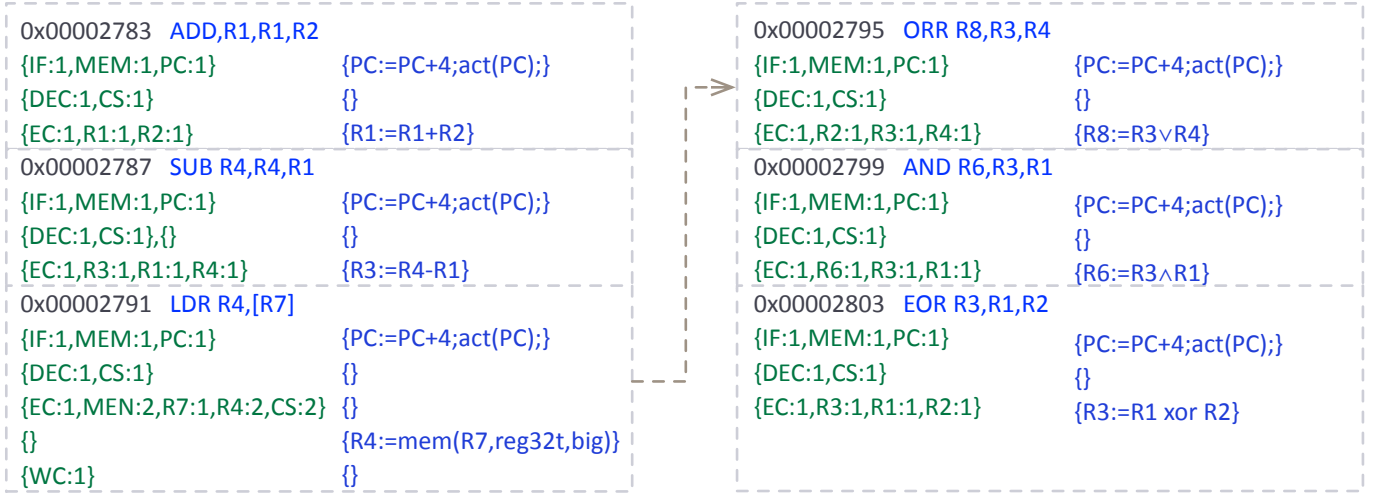 0x00002783 ADD,R1,R1,R2
{IF:1,MEM:1,PC:1} {PC:=PC+4;act(PC);}
{DEC:1,CS:1} {}
{EC:1,R1:1,R2:1} {R1:=R1+R2}
0x00002787 SUB R4,R4,R1
{IF:1,MEM:1,PC:1} {PC:=PC+4;act(PC);}
{DEC:1,CS:1},{} {}
{EC:1,R3:1,R1:1,R4:1} {R3:=R4-R1}
0x00002791 LDR R4,[R7]
{IF:1,MEM:1,PC:1} {PC:=PC+4;act(PC);}
{DEC:1,CS:1} {}
{EC:1,MEN:2,R7:1,R4:2,CS:2} {}
{} {R4:=mem(R7,reg32t,big)}
{WC:1} {}
0x00002795 ORR R8,R3,R4
{IF:1,MEM:1,PC:1} {PC:=PC+4;act(PC);}
{DEC:1,CS:1} {}
{EC:1,R2:1,R3:1,R4:1} {R8:=R3∨R4}
0x00002799 AND R6,R3,R1
{IF:1,MEM:1,PC:1} {PC:=PC+4;act(PC);}
{DEC:1,CS:1} {}
{EC:1,R6:1,R3:1,R1:1} {R6:=R3∧R1}
0x00002803 EOR R3,R1,R2
{IF:1,MEM:1,PC:1} {PC:=PC+4;act(PC);}
{DEC:1,CS:1} {}
{EC:1,R3:1,R1:1,R2:1} {R3:=R1 xor R2}